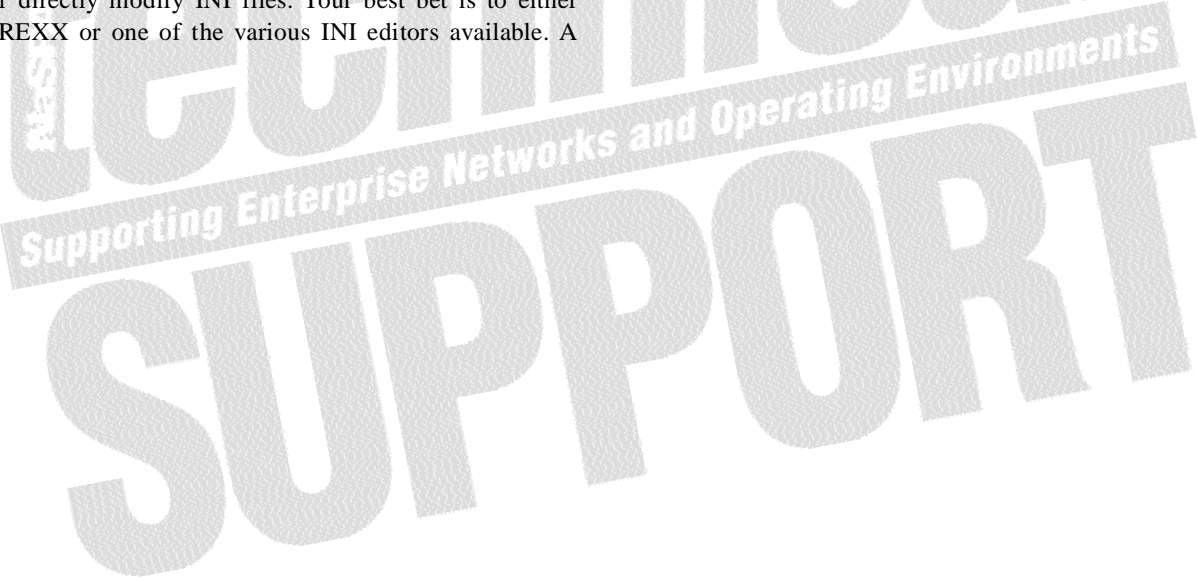 directly modify INI files. Your best bet is to either
REXX or one of the various INI editors available. A
Supporting Enterprise Networks and Operating Environments
SUPPORT